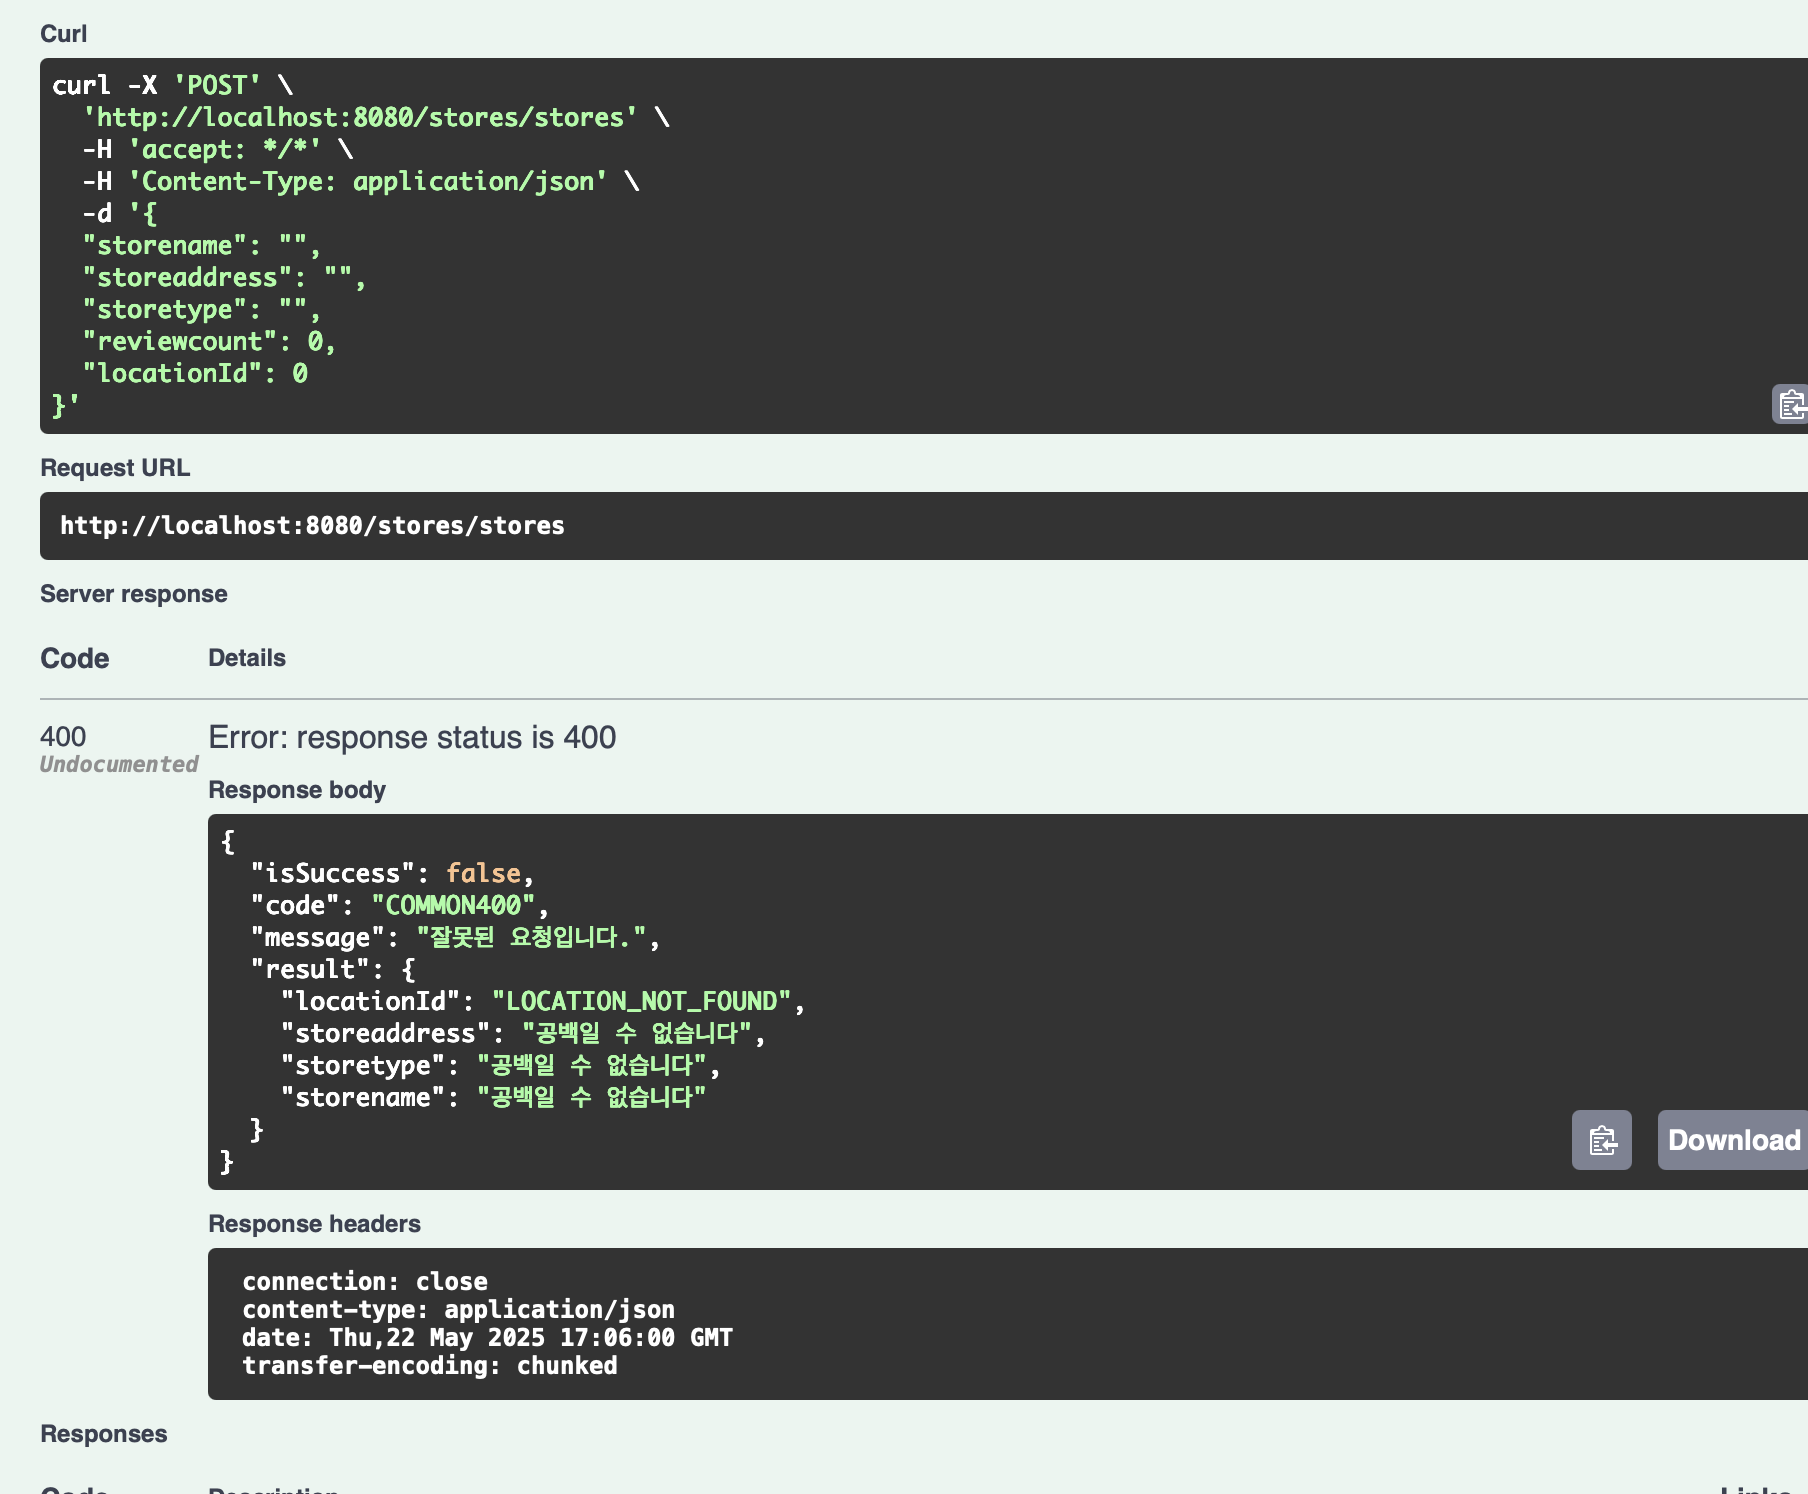 Curl
curl -X 'POST' \
  'http://localhost:8080/stores/stores' \
  -H 'accept: */*' \
  -H 'Content-Type: application/json' \
  -d '{
  "storename": "",
  "storeaddress": "",
  "storetype": "",
  "reviewcount": 0,
  "locationId": 0
}'
Request URL
http://localhost:8080/stores/stores
Server response
Code Details
400 Error: response status is 400
Undocumented
Response body
{
  "isSuccess": false,
  "code": "COMMON400",
  "message": "잘못된 요청입니다.",
  "result": {
    "locationId": "LOCATION_NOT_FOUND",
    "storeaddress": "공백일 수 없습니다",
    "storetype": "공백일 수 없습니다",
    "storename": "공백일 수 없습니다"
  }
}
Download
Response headers
connection: close
content-type: application/json
date: Thu,22 May 2025 17:06:00 GMT
transfer-encoding: chunked
Responses
Code Description Links